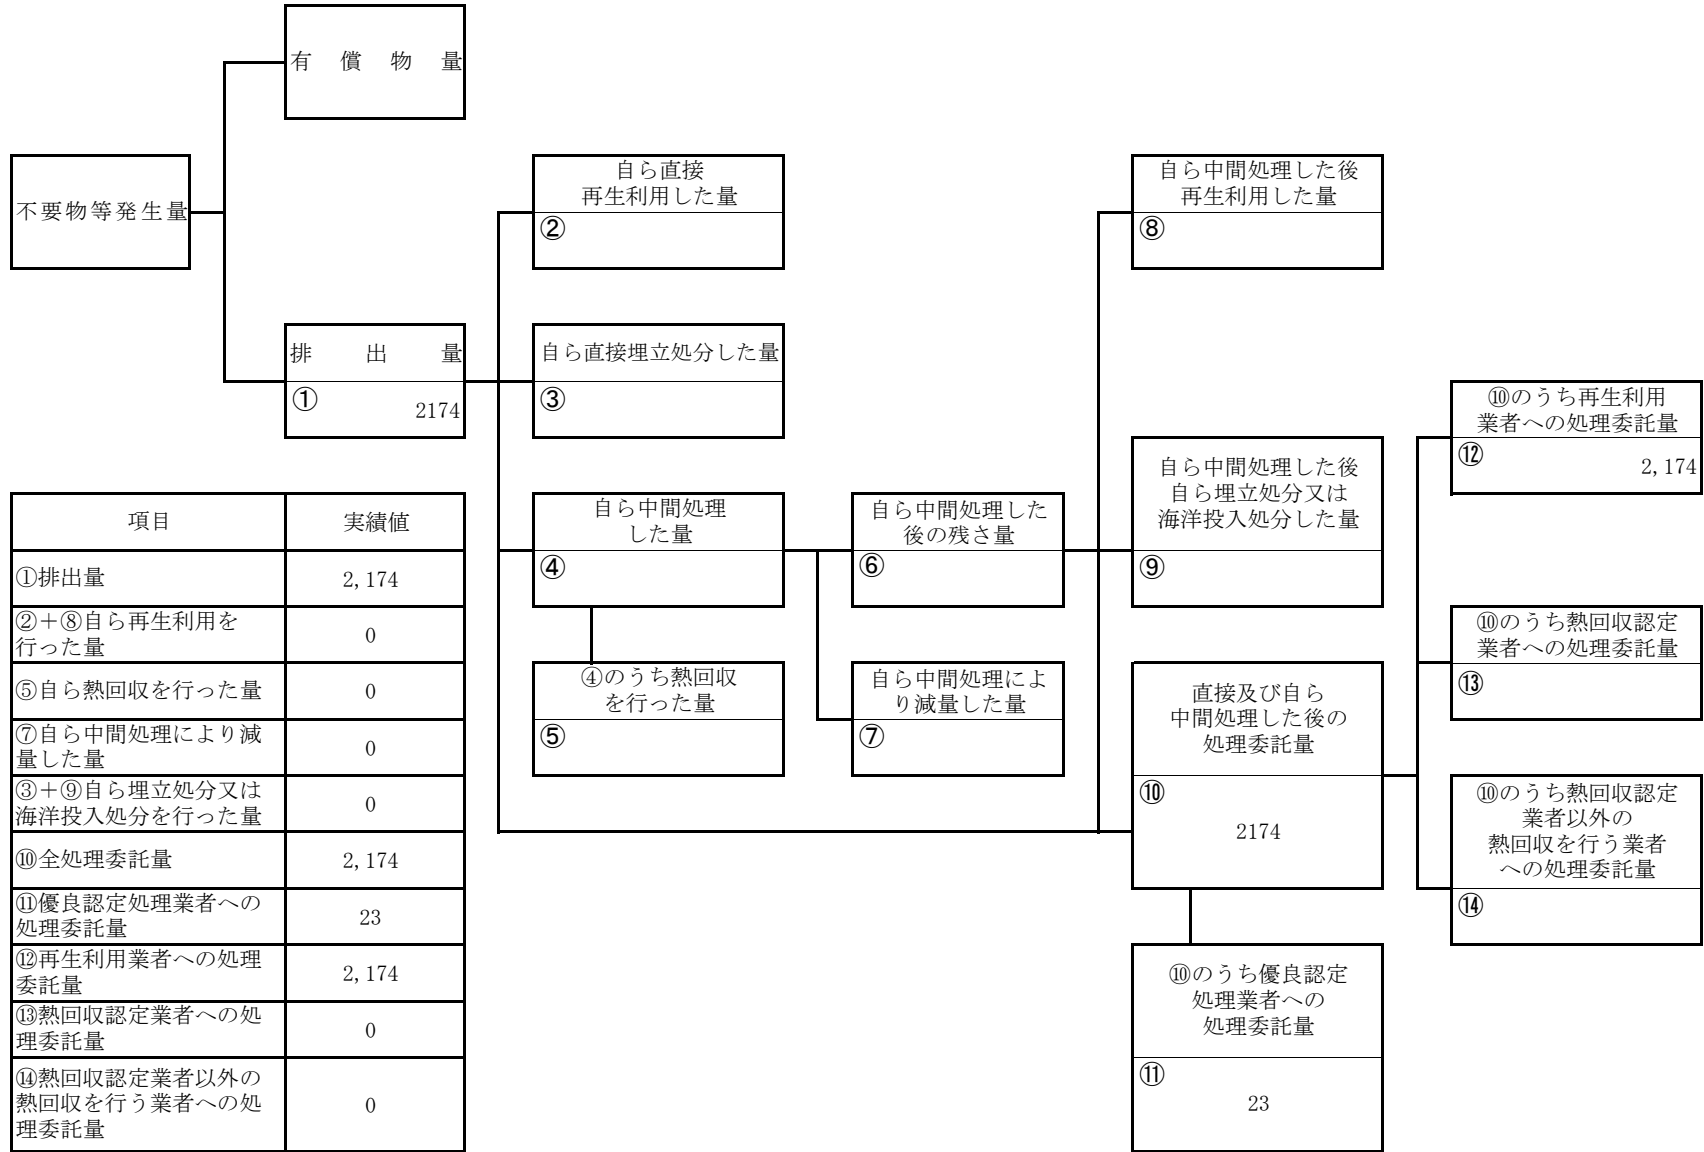 有償物量
不要物等発生量
排出量
①
2174
自ら直接
再生利用した量
②
自ら直接埋立処分した量
③
自ら中間処理
した量
④
④のうち熱回収
を行った量
⑤
自ら中間処理した
後の残さ量
⑥
自ら中間処理によ
り減量した量
⑦
自ら中間処理した後
再生利用した量
⑧
自ら中間処理した後
自ら埋立処分又は
海洋投入処分した量
⑨
直接及び自ら
中間処理した後の
処理委託量
⑩
2174
⑩のうち優良認定
処理業者への
処理委託量
⑪
23
⑩のうち再生利用
業者への処理委託量
⑫
2,174
⑩のうち熱回収認定
業者への処理委託量
⑬
⑩のうち熱回収認定
業者以外の
熱回収を行う業者
への処理委託量
⑭
項目 実績値
①排出量 2,174
②＋⑧自ら再生利用を
行った量 0
⑤自ら熱回収を行った量 0
⑦自ら中間処理により減
量した量 0
③＋⑨自ら埋立処分又は
海洋投入処分を行った量 0
⑩全処理委託量 2,174
⑪優良認定処理業者への
処理委託量 23
⑫再生利用業者への処理
委託量 2,174
⑬熱回収認定業者への処
理委託量 0
⑭熱回収認定業者以外の
熱回収を行う業者への処
理委託量 0